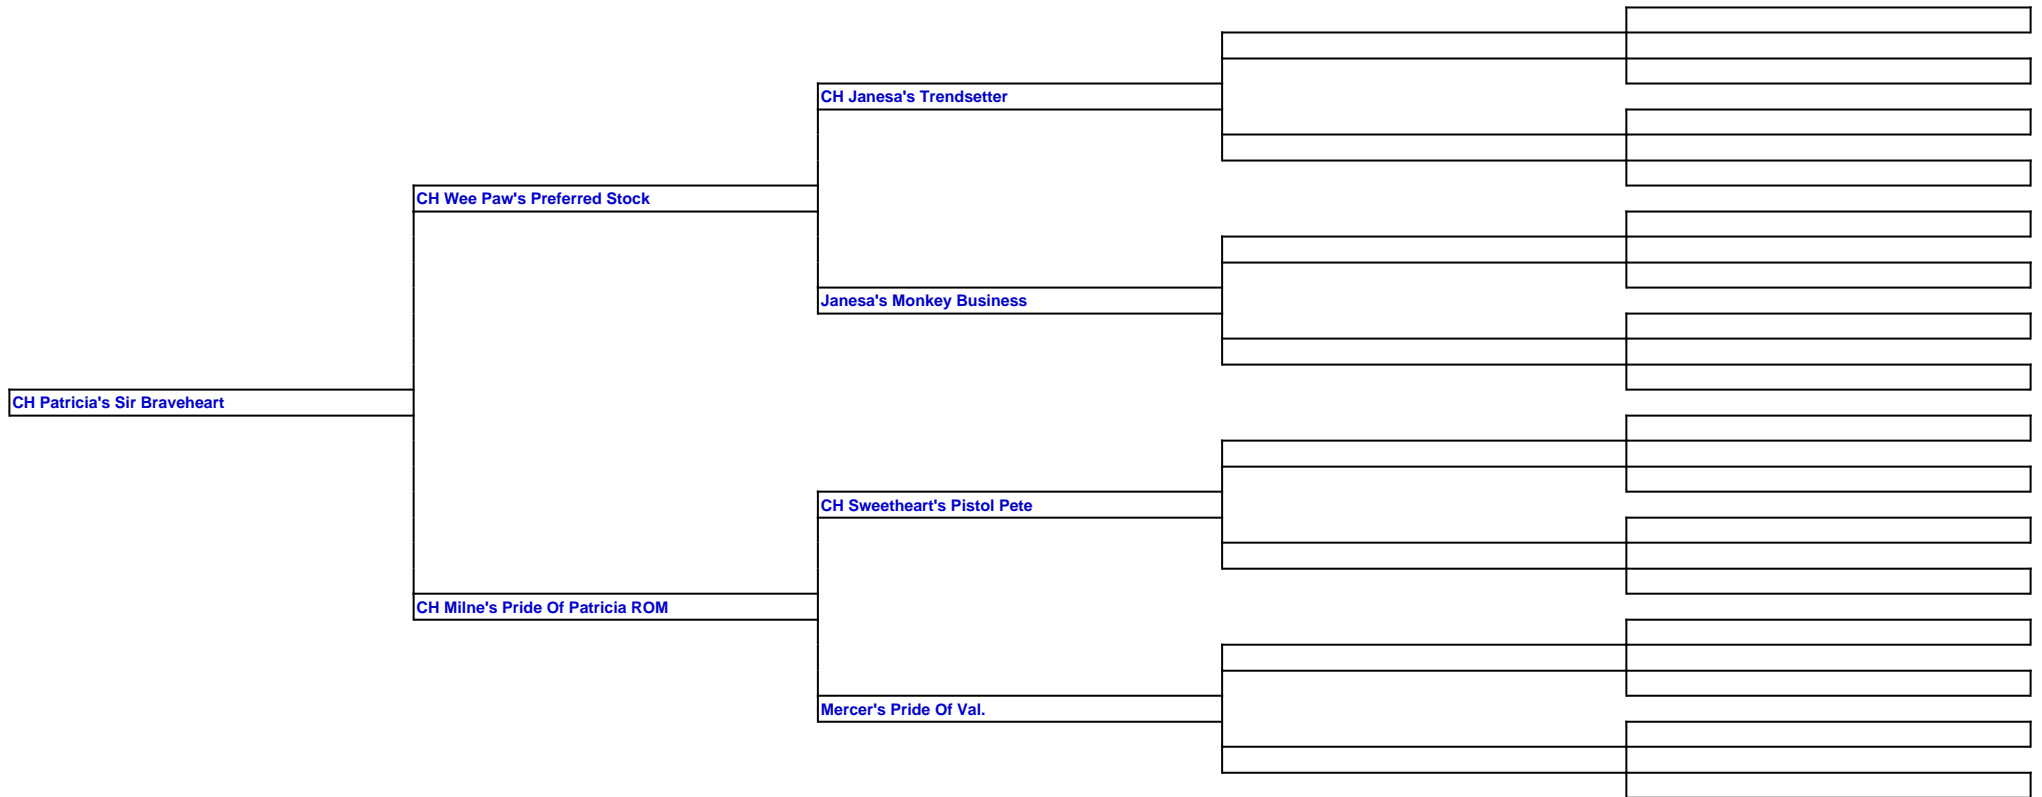 CH Janesa's Trendsetter
CH Wee Paw's Preferred Stock
Janesa's Monkey Business
CH Patricia's Sir Braveheart
CH Sweetheart's Pistol Pete
CH Milne's Pride Of Patricia ROM
Mercer's Pride Of Val.